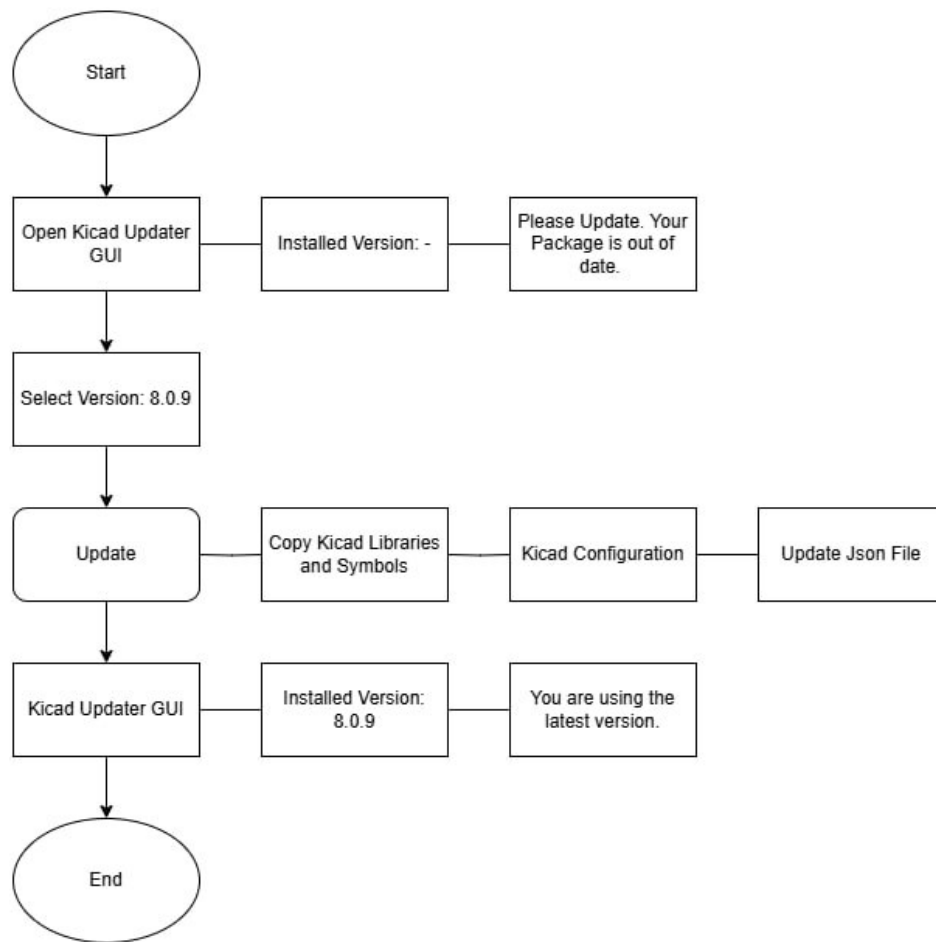 Start
Open Kicad Updater
GUI
Installed Version: -
Please Update. Your
Package is out of
date.
Select Version: 8.0.9
Update
Copy Kicad Libraries
and Symbols
Kicad Configuration
Update Json File
Kicad Updater GUI
Installed Version:
8.0.9
You are using the
latest version.
End